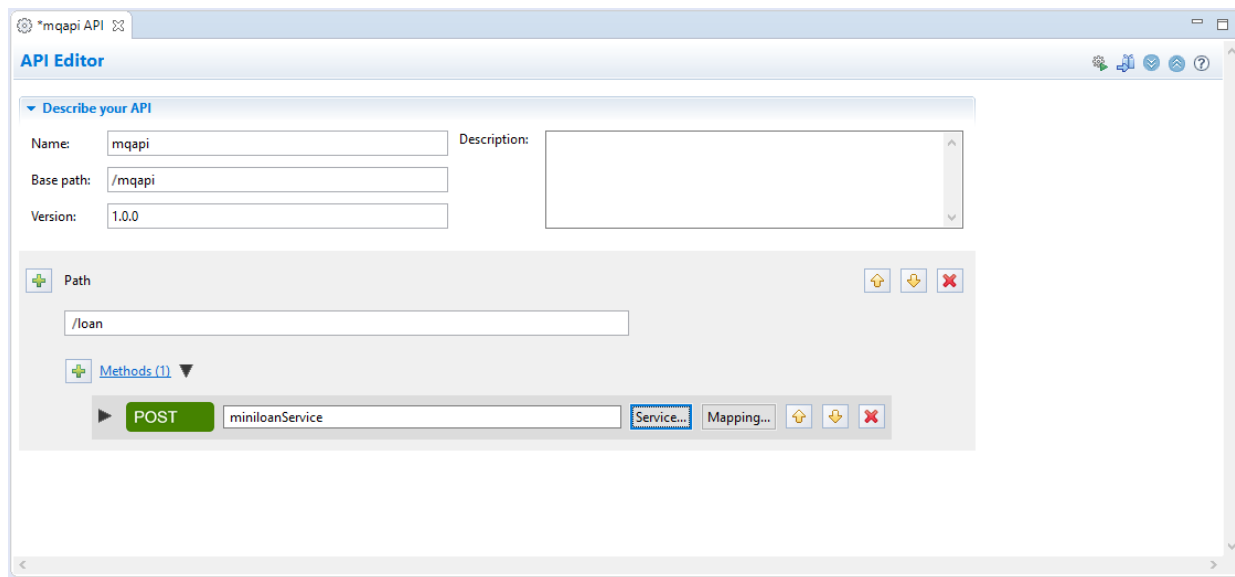 *mqapi API
API Editor
Describe your API
Name: mqapi
Description:
Base path: /mqapi
Version: 1.0.0
Path
/loan
Methods (1)
POST miniloanService Service... Mapping...